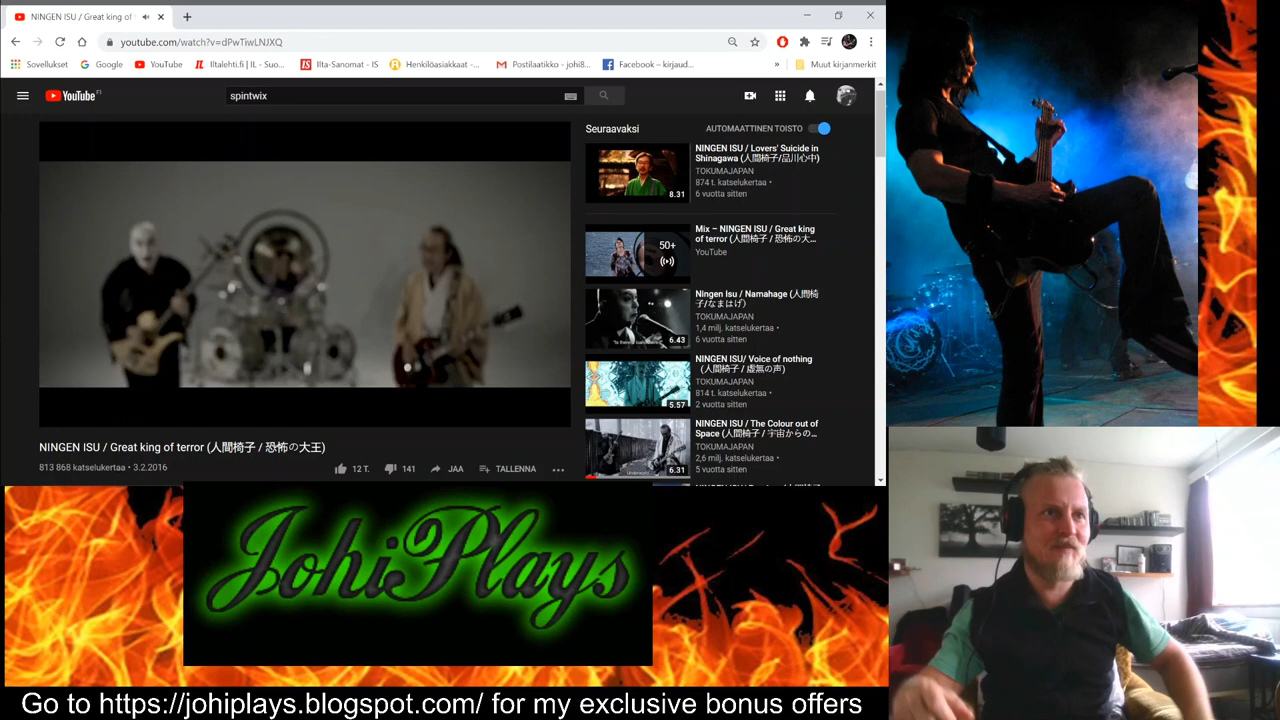 NINGEN ISU / Great king of t
youtube.com/watch?v=dPwTiwLNJXQ
Sovellukset
Google
YouTube
Iltalehti.fi | IL - Suo...
Ilta-Sanomat - IS
Henkilöasiakkaat -...
Postilaatikko - johi8...
Facebook – kirjaud...
»
Muut kirjanmerkit
YouTube FI
spintwix
Seuraavaksi
AUTOMAATTINEN TOISTO
8.31
NINGEN ISU / Lovers' Suicide in
Shinagawa (人間椅子/品川心中)
TOKUMAJAPAN
874 t. katselukertaa •
6 vuotta sitten
50+
Mix – NINGEN ISU / Great king
of terror (人間椅子 / 恐怖の大...
YouTube
6.43
Ningen Isu / Namahage (人間椅
子/なまはげ)
TOKUMAJAPAN
1,4 milj. katselukertaa •
6 vuotta sitten
5.57
NINGEN ISU/ Voice of nothing
(人間椅子 / 虚無の声)
TOKUMAJAPAN
814 t. katselukertaa •
2 vuotta sitten
6.31
NINGEN ISU / The Colour out of
Space (人間椅子 / 宇宙からの...
TOKUMAJAPAN
2,6 milj. katselukertaa •
5 vuotta sitten
NINGEN ISU / Great king of terror (人間椅子 / 恐怖の大王)
813 868 katselukertaa • 3.2.2016
12 T.
141
JAA
TALLENNA
JohiPlays
Go to https://johiplays.blogspot.com/ for my exclusive bonus offers